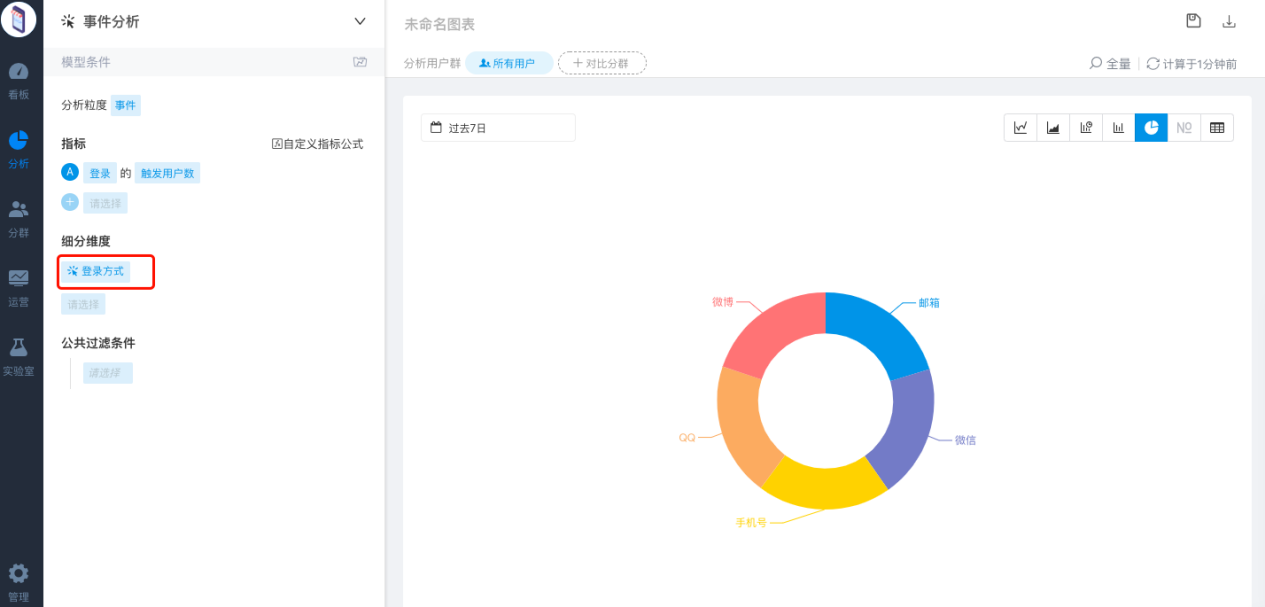 看板
分析
分群
运营
实验室
管理
事件分析
模型条件
分析粒度 事件
指标 自定义指标公式
A 登录 的 触发用户数
请选择
细分维度
登录方式
请选择
公共过滤条件
请选择
未命名图表
分析用户群 所有用户 + 对比分群
全量 计算于1分钟前
过去7日
Nº
微博
邮箱
QQ
微信
手机号